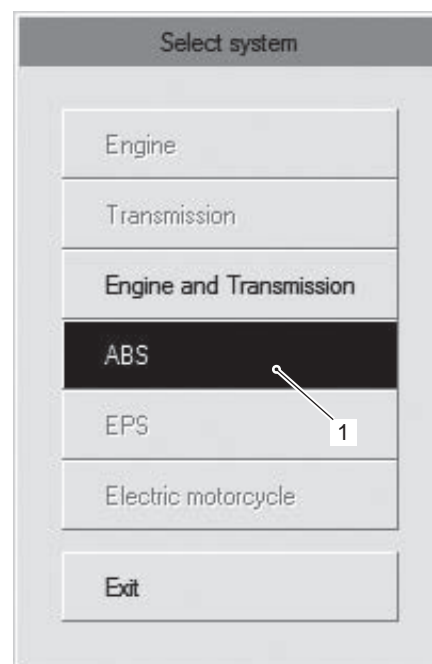 Select system
Engine
Transmission
Engine and Transmission
ABS
1
EPS
Electric motorcycle
Exit